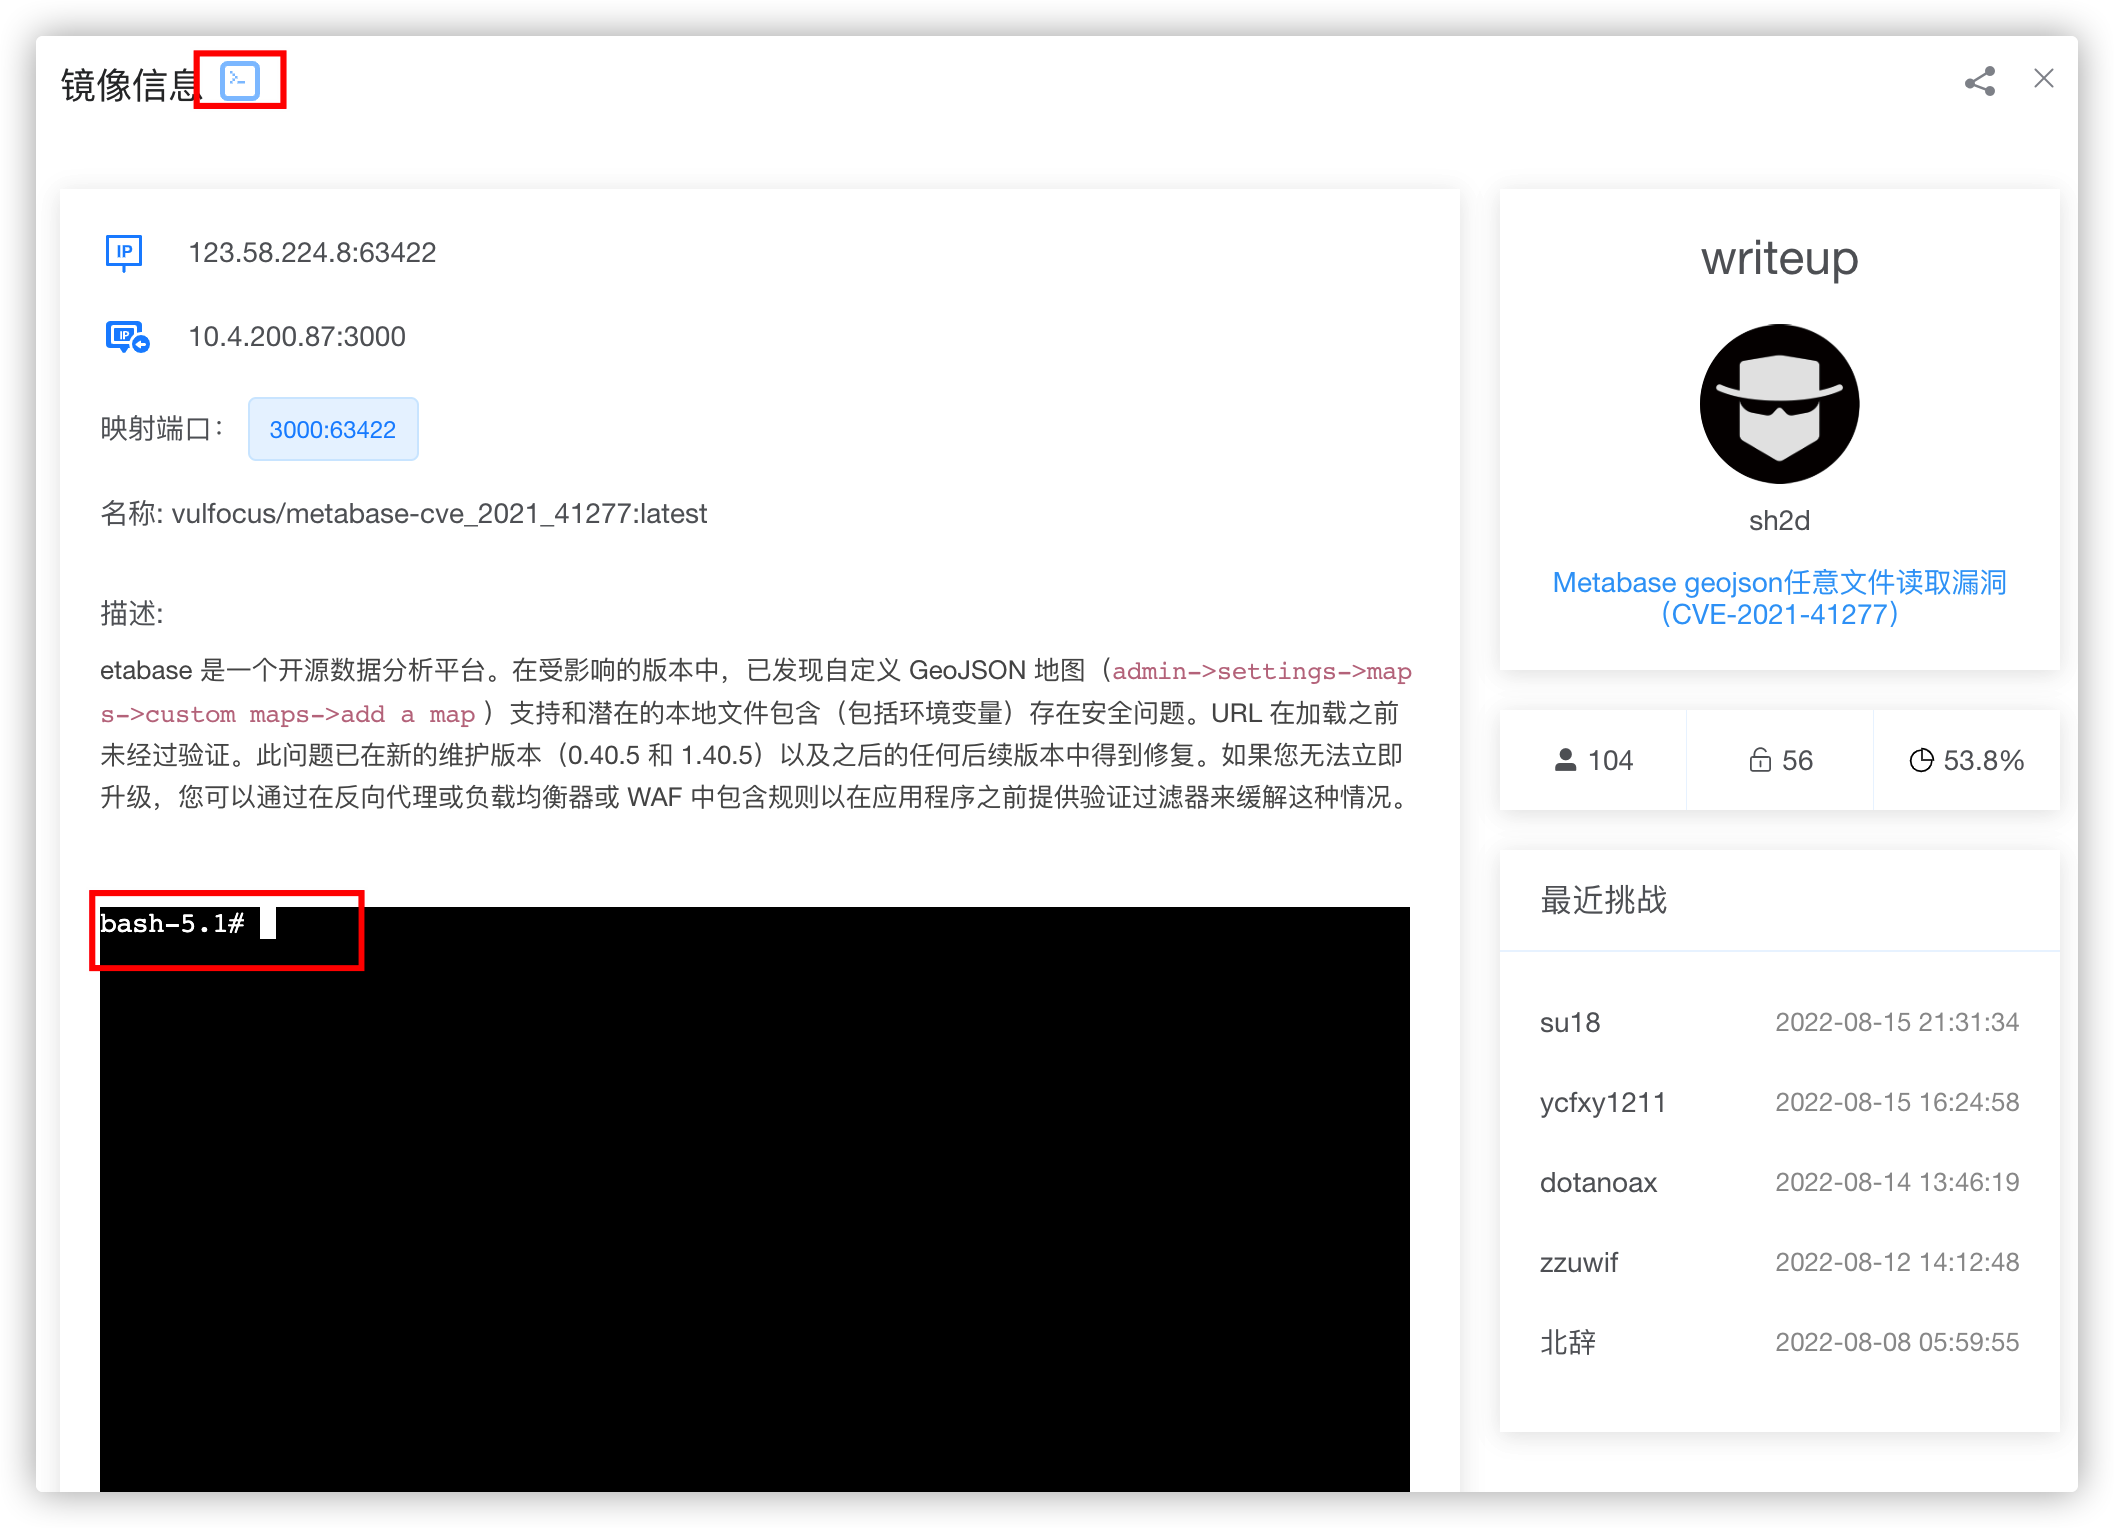 镜像信息
IP
123.58.224.8:63422
IP
10.4.200.87:3000
映射端口：
3000:63422
名称: vulfocus/metabase-cve_2021_41277:latest
描述:
etabase 是一个开源数据分析平台。在受影响的版本中，已发现自定义 GeoJSON 地图（admin->settings->map
s->custom maps->add a map ）支持和潜在的本地文件包含（包括环境变量）存在安全问题。URL 在加载之前
未经过验证。此问题已在新的维护版本（0.40.5 和 1.40.5）以及之后的任何后续版本中得到修复。如果您无法立即
升级，您可以通过在反向代理或负载均衡器或 WAF 中包含规则以在应用程序之前提供验证过滤器来缓解这种情况。
bash-5.1#
writeup
sh2d
Metabase geojson任意文件读取漏洞
（CVE-2021-41277）
104
56
53.8%
最近挑战
su18 2022-08-15 21:31:34
ycfxy1211 2022-08-15 16:24:58
dotanoax 2022-08-14 13:46:19
zzuwif 2022-08-12 14:12:48
北辞 2022-08-08 05:59:55